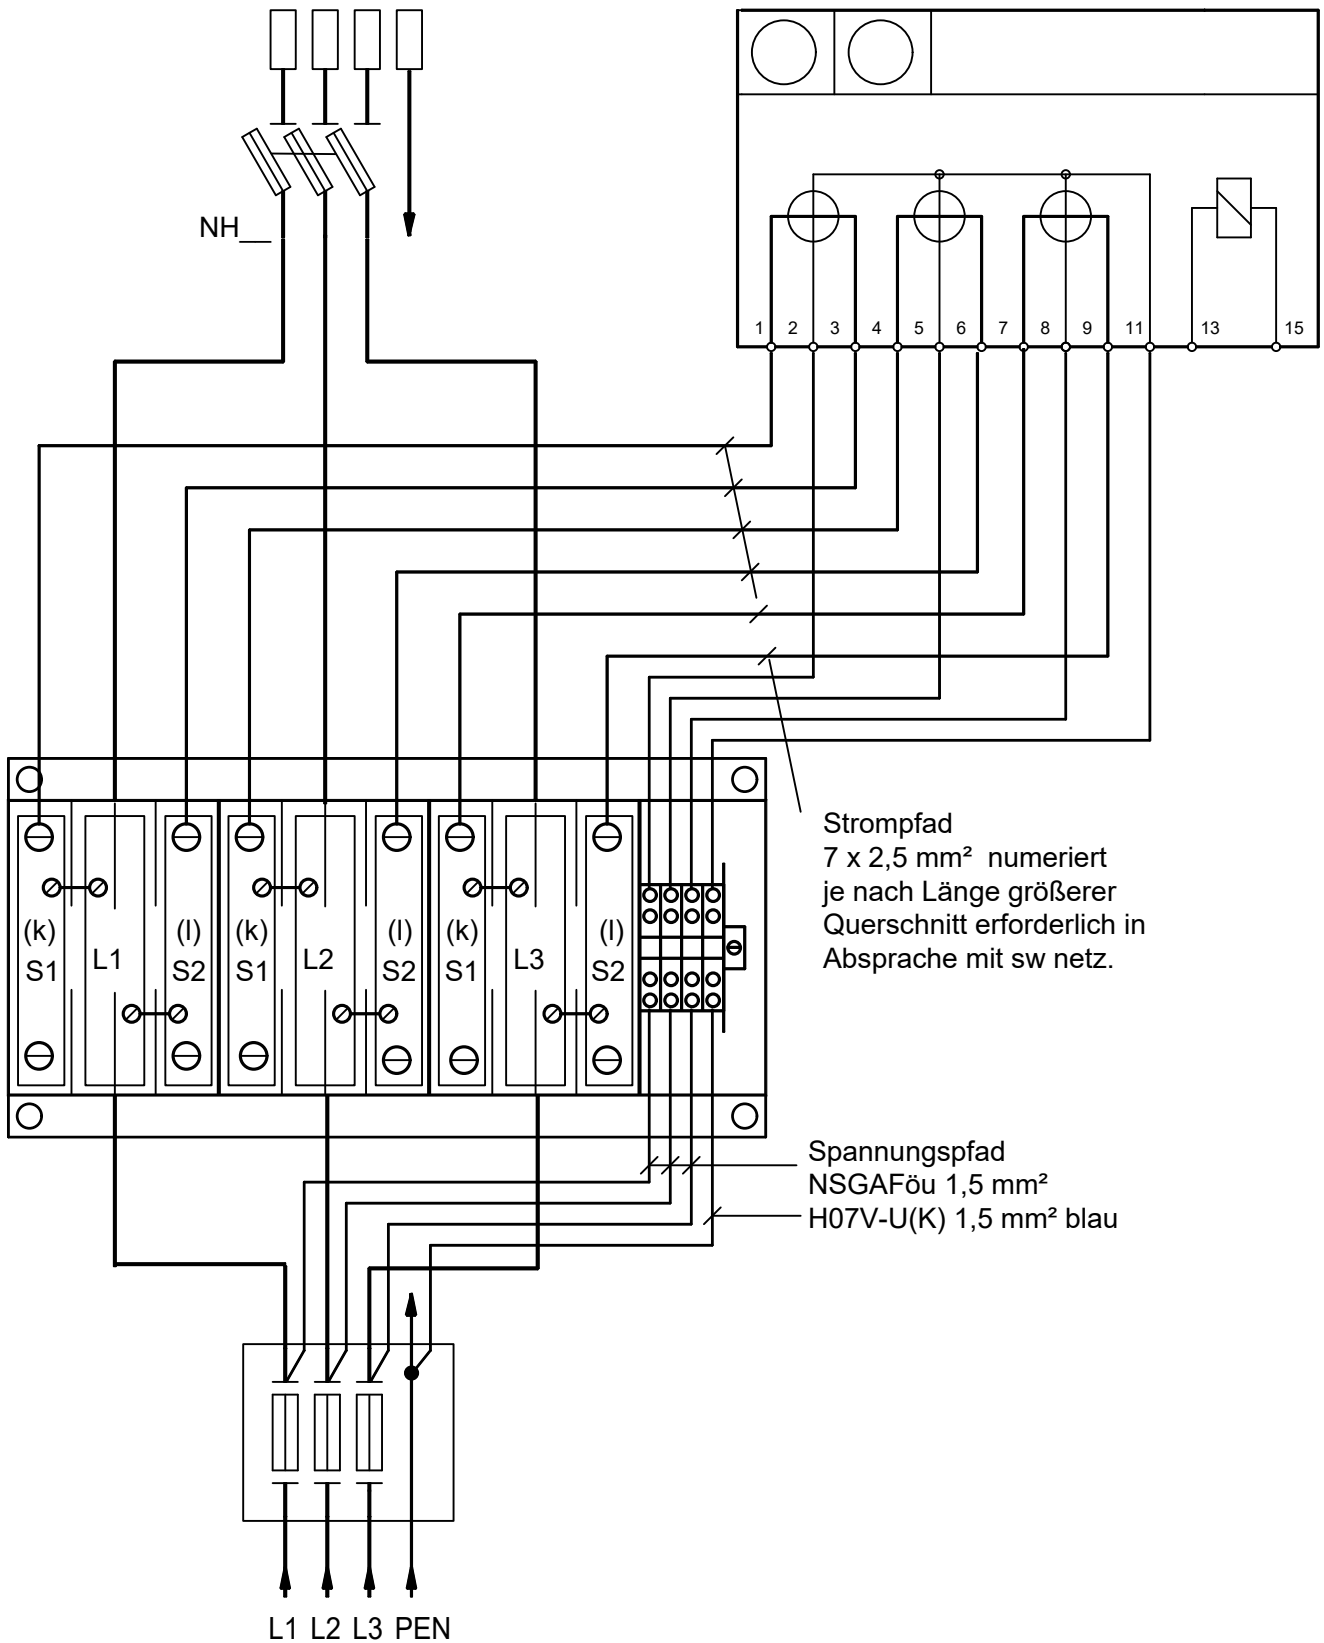 NH__
1 2 3 4 5 6 7 8 9 11 13 15
Strompfad
7 x 2,5 mm² numeriert
je nach Länge größerer
Querschnitt erforderlich in
Absprache mit sw netz.
(k) (l) (k) (l) (k) (l)
S1 L1 S2 S1 L2 S2 S1 L3 S2
Spannungspfad
NSGAFöu 1,5 mm²
H07V-U(K) 1,5 mm² blau
L1 L2 L3 PEN